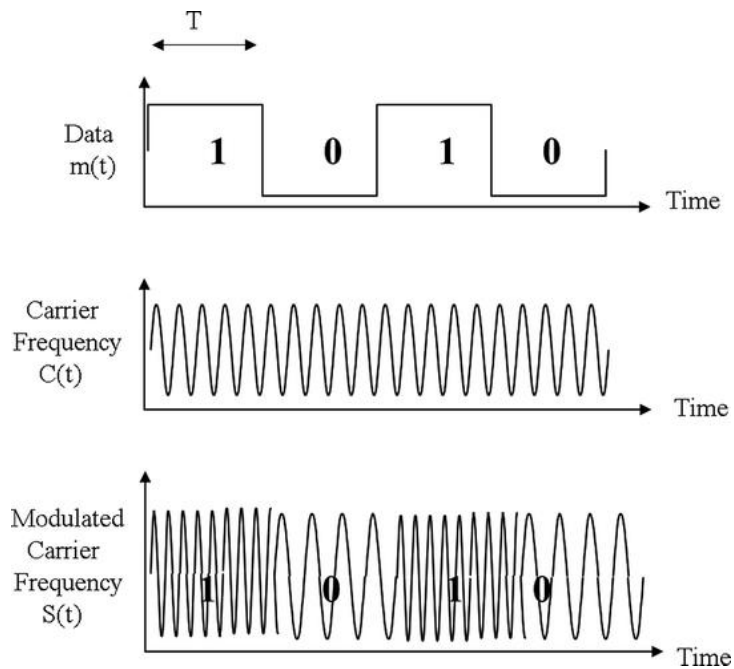 T
Data
m(t)
1 0 1 0
Time
Carrier
Frequency
C(t)
Time
Modulated
Carrier
Frequency
S(t)
1 0 1 0
Time